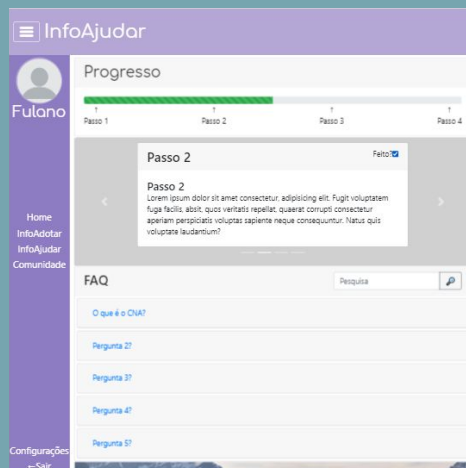 InfoAjudar
Fulano
Home
InfoAdotar
InfoAjudar
Comunidade
Configurações
←Sair
Progresso
↑ ↑ ↑ ↑
Passo 1 Passo 2 Passo 3 Passo 4
Passo 2 Feito?
Passo 2
Lorem ipsum dolor sit amet consectetur, adipisicing elit. Fugit voluptatem
fuga facilis, absit, quos veritatis repellat, quaerat corrupti consectetur
aperiam perspiciatis voluptas sapiente neque consequuntur. Natus quis
voluptate laudantium?
FAQ Pesquisa
O que é o CNA?
Pergunta 2?
Pergunta 3?
Pergunta 4?
Pergunta 5?